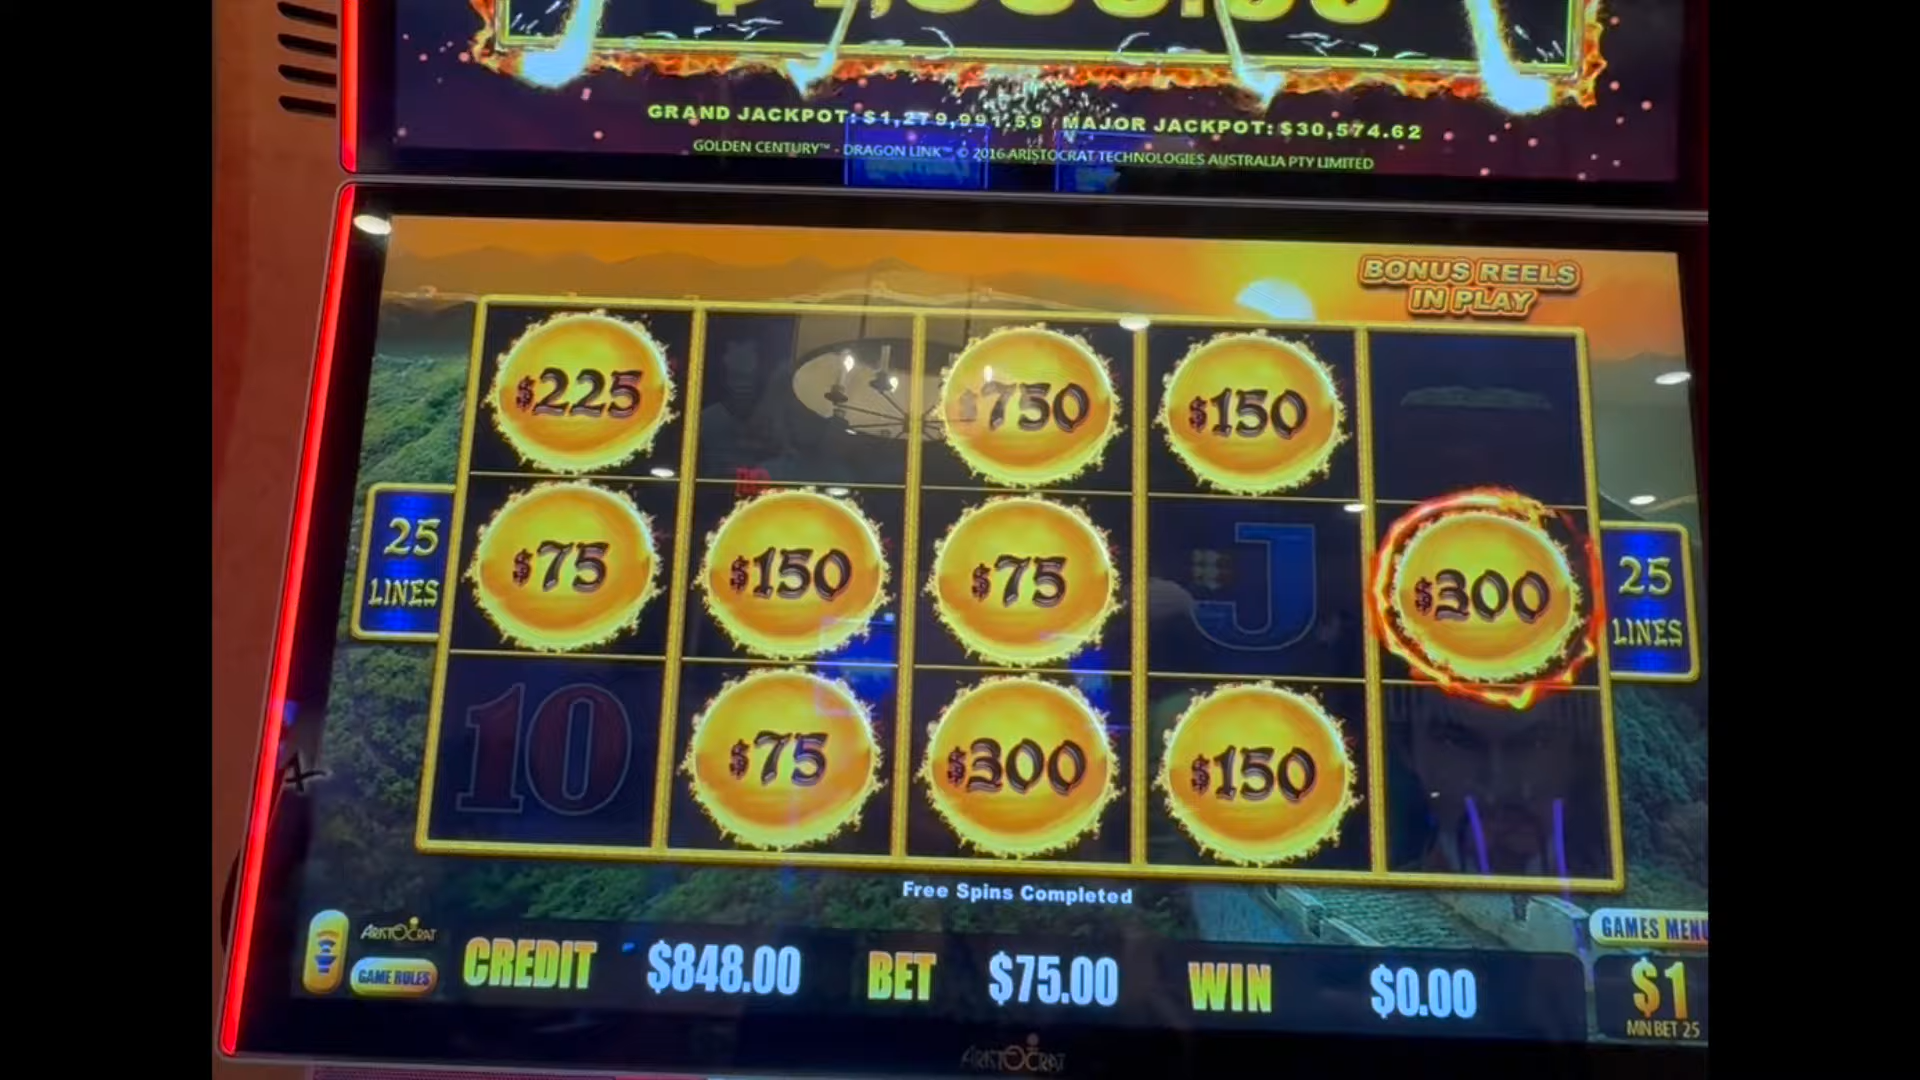 GRAND JACKPOT: $1,279,991.59 MAJOR JACKPOT: $30,574.62
GOLDEN CENTURY™ - DRAGON LINK™ © 2016 ARISTOCRAT TECHNOLOGIES AUSTRALIA PTY LIMITED
BONUS REELS
IN PLAY
$225 $750 $150
25
LINES
$75 $150 $75 J $300
25
LINES
10 $75 $300 $150
Free Spins Completed
GAMES MENU
ARISTOCRAT
GAME RULES
CREDIT $848.00 BET $75.00 WIN $0.00
$1
MIN BET 25
ARISTOCRAT